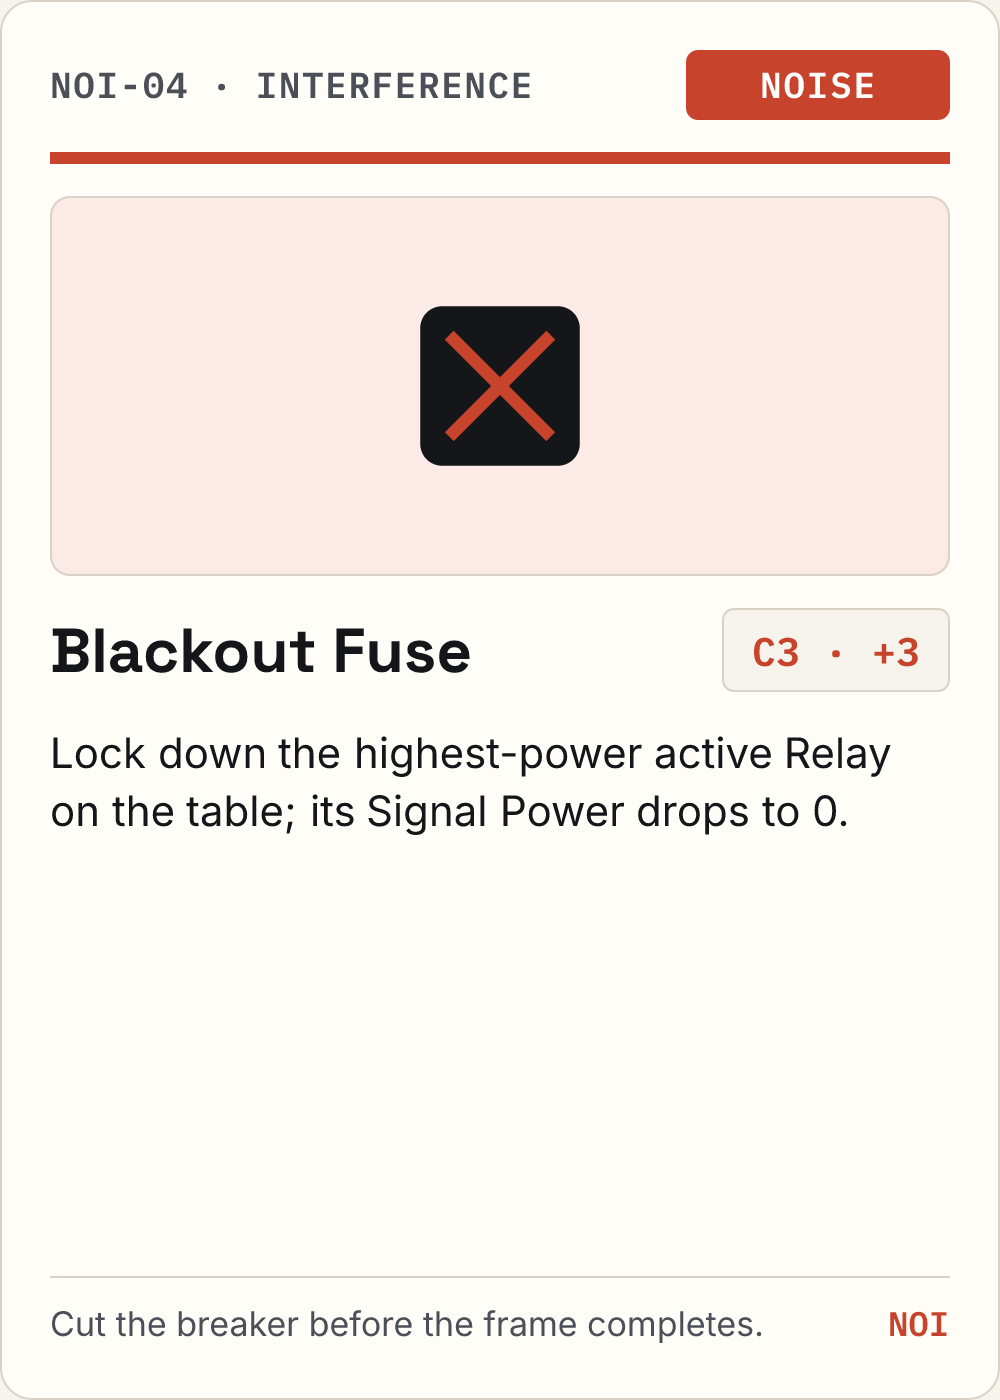 NOI-04 · INTERFERENCE
NOISE
Blackout Fuse
C3 · +3
Lock down the highest-power active Relay
on the table; its Signal Power drops to 0.
Cut the breaker before the frame completes.
NOI